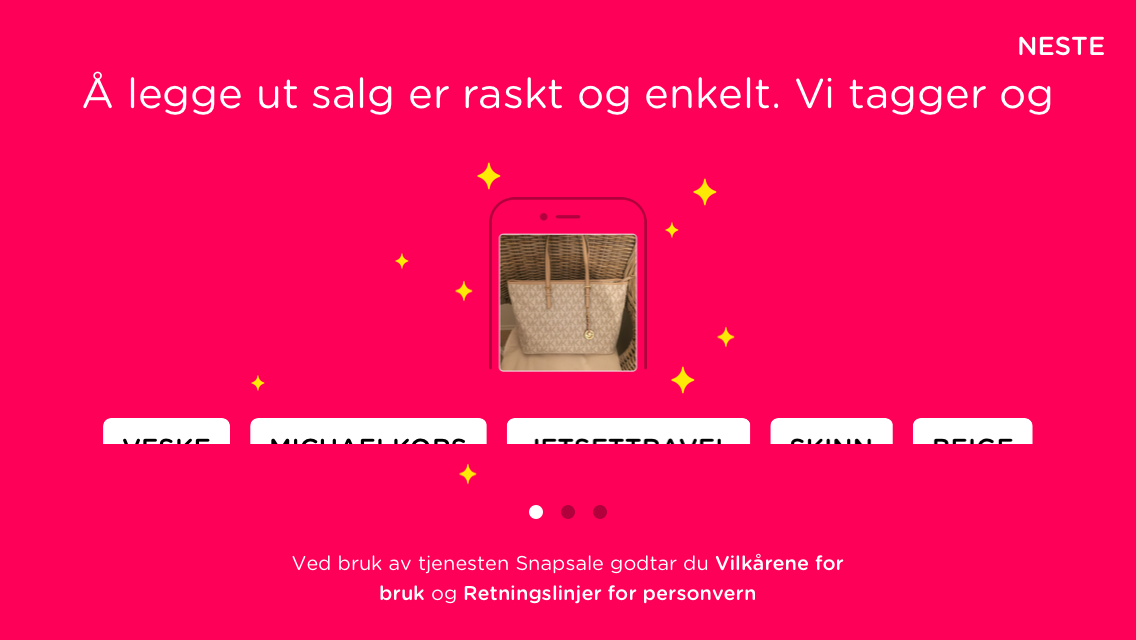 NESTE
Å legge ut salg er raskt og enkelt. Vi tagger og
VESKE MICHAELKORS JETSETTRAVEL SKINN BEIGE
Ved bruk av tjenesten Snapsale godtar du Vilkårene for
bruk og Retningslinjer for personvern